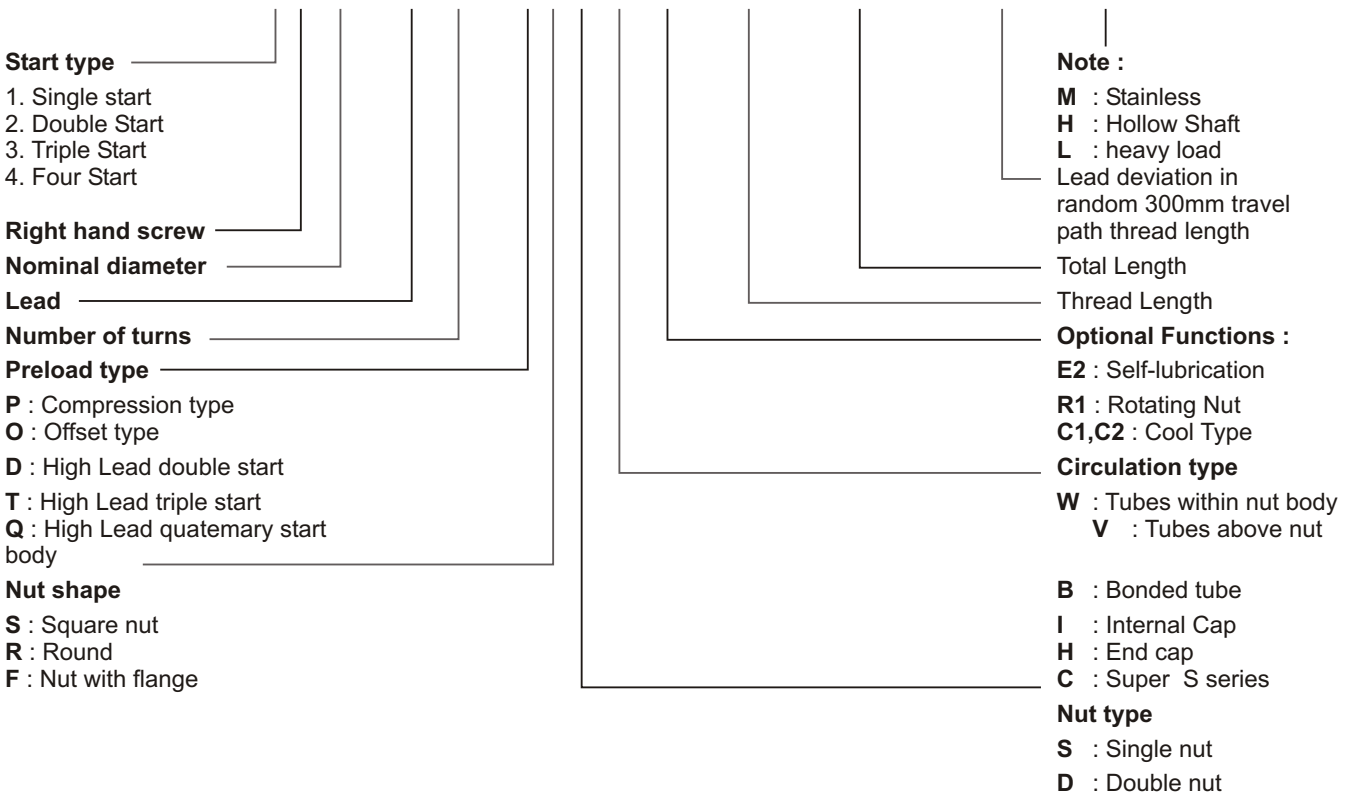 Start type
1. Single start
2. Double Start
3. Triple Start
4. Four Start
Right hand screw
Nominal diameter
Lead
Number of turns
Preload type
P : Compression type
O : Offset type
D : High Lead double start
T : High Lead triple start
Q : High Lead quatemary start
body
Nut shape
S : Square nut
R : Round
F : Nut with flange
Note :
M : Stainless
H : Hollow Shaft
L : heavy load
Lead deviation in
random 300mm travel
path thread length
Total Length
Thread Length
Optional Functions :
E2 : Self-lubrication
R1 : Rotating Nut
C1,C2 : Cool Type
Circulation type
W : Tubes within nut body
V : Tubes above nut
B : Bonded tube
I : Internal Cap
H : End cap
C : Super S series
Nut type
S : Single nut
D : Double nut